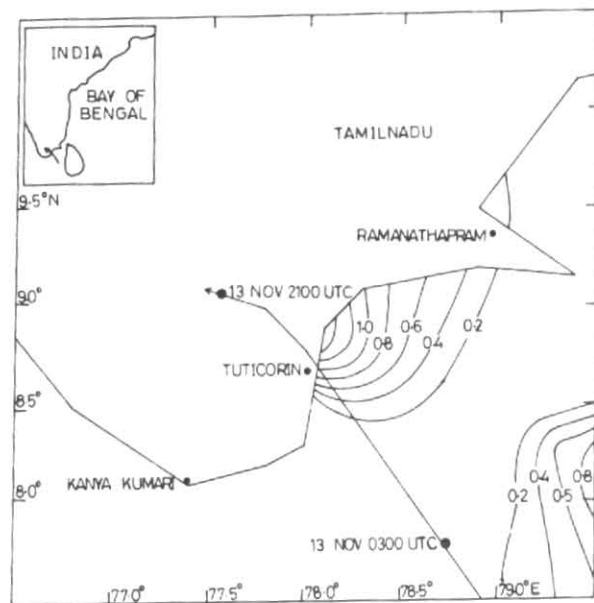 INDIA
BAY OF
BENGAL
TAMILNADU
9·5°N
RAMANATHAPRAM
13 NOV 2100 UTC
9·0°
1·0
0·6
0·2
0·8
0·4
TUTICORIN
8·5°
KANYA KUMARI
8·0°
0·2
0·4
0·5
0·8
13 NOV 0300 UTC
77·0°
77·5°
78·0°
78·5°
79·0°E